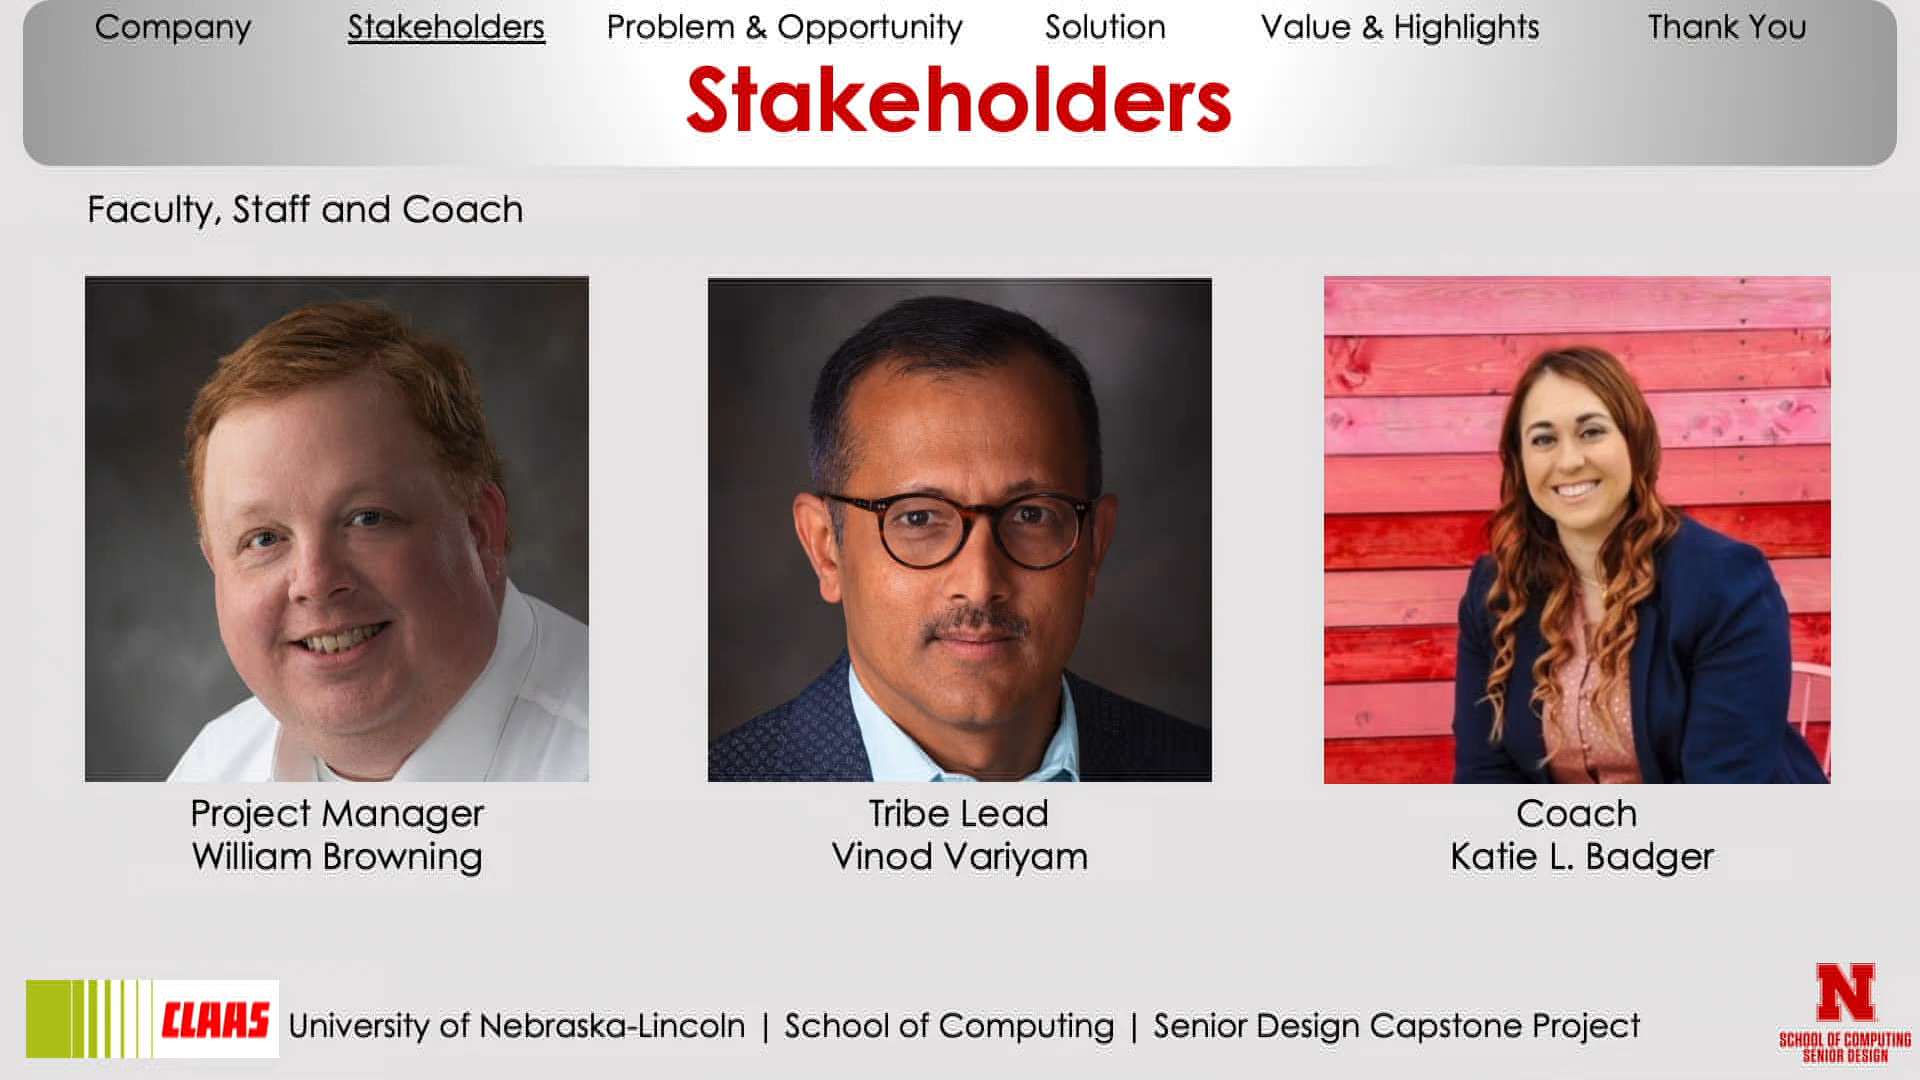 Company Stakeholders Problem & Opportunity Solution Value & Highlights Thank You
Stakeholders
Faculty, Staff and Coach
Project Manager
William Browning
Tribe Lead
Vinod Variyam
Coach
Katie L. Badger
CLAAS
University of Nebraska-Lincoln | School of Computing | Senior Design Capstone Project
N
SCHOOL OF COMPUTING
SENIOR DESIGN